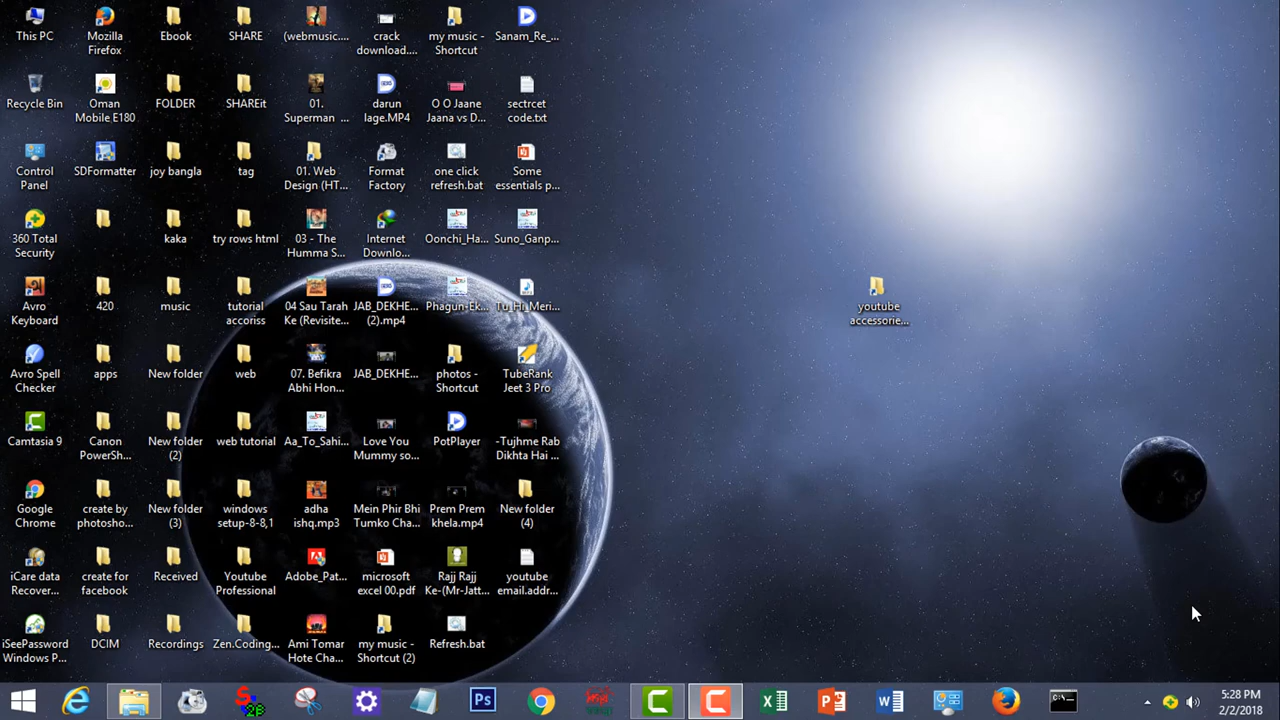 This PC
Mozilla
Firefox
Ebook
SHARE
(webmusic....
crack
download....
my music -
Shortcut
Sanam_Re_...
Recycle Bin
Oman
Mobile E180
FOLDER
SHAREit
01.
Superman ...
darun
lage.MP4
O O Jaane
Jaana vs D...
sectrcet
code.txt
Control
Panel
SDFormatter
joy bangla
tag
01. Web
Design (HT...
Format
Factory
one click
refresh.bat
Some
essentials p...
360 Total
Security
kaka
try rows html
03 - The
Humma S...
Internet
Downlo...
Oonchi_Ha...
Suno_Ganp...
Avro
Keyboard
420
music
tutorial
accoriss
04 Sau Tarah
Ke (Revisite...
JAB_DEKHE...
(2).mp4
Phagun-Ek...
Tu_Hi_Meri...
youtube
accessorie...
Avro Spell
Checker
apps
New folder
web
07. Befikra
Abhi Hon...
JAB_DEKHE...
photos -
Shortcut
TubeRank
Jeet 3 Pro
Camtasia 9
Canon
PowerSh...
New folder
(2)
web tutorial
Aa_To_Sahi...
Love You
Mummy so...
PotPlayer
-Tujhme Rab
Dikhta Hai ...
Google
Chrome
create by
photosho...
New folder
(3)
windows
setup-8-8,1
adha
ishq.mp3
Mein Phir Bhi
Tumko Cha...
Prem Prem
khela.mp4
New folder
(4)
iCare data
Recover...
create for
facebook
Received
Youtube
Professional
Adobe_Pat...
microsoft
excel 00.pdf
Rajj Rajj
Ke-(Mr-Jatt...
youtube
email.addr...
iSeePassword
Windows P...
DCIM
Recordings
Zen.Coding...
Ami Tomar
Hote Cha...
my music -
Shortcut (2)
Refresh.bat
5:28 PM
2/2/2018